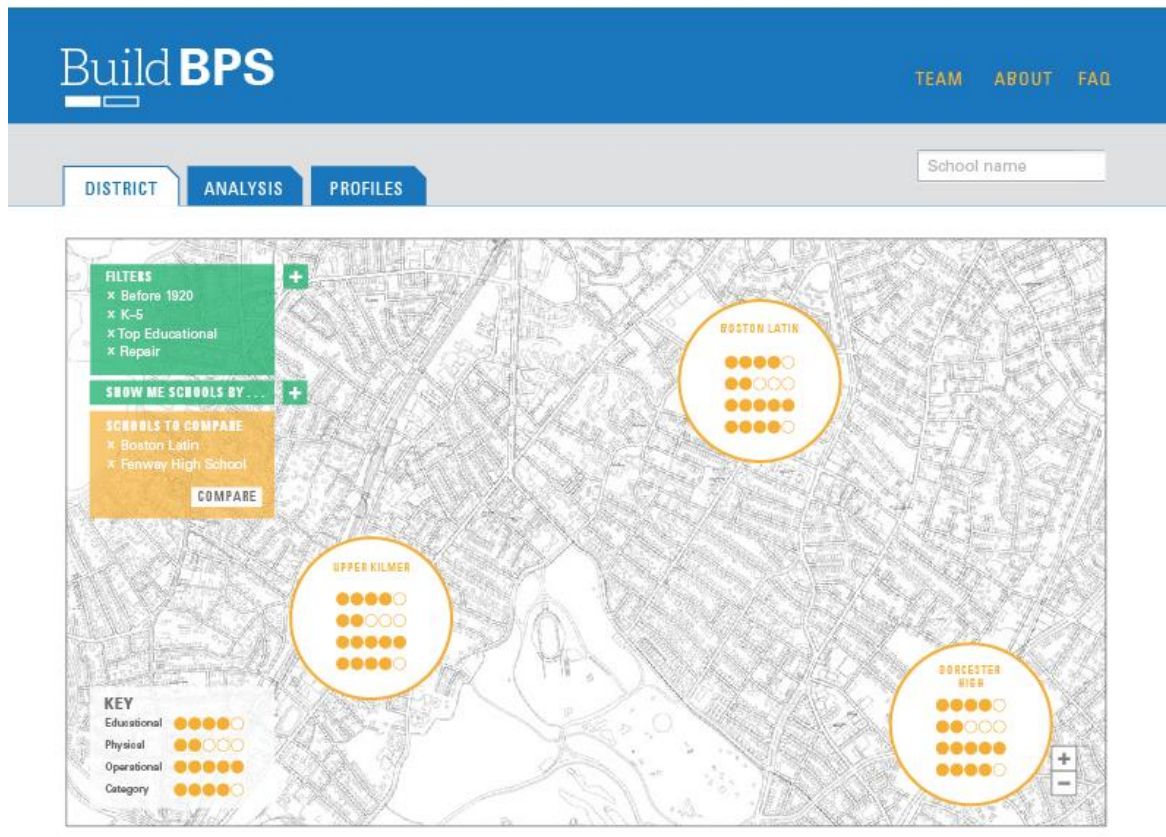 Build BPS
TEAM ABOUT FAQ
School name
DISTRICT ANALYSIS PROFILES
FILTERS
+
x Before 1920
x K–5
x Top Educational
x Repair
SHOW ME SCHOOLS BY . . .
+
SCHOOLS TO COMPARE
x Boston Latin
x Fenway High School
COMPARE
BOSTON LATIN
UPPER KILMER
DORCESTER
HIGH
KEY
Educational
Physical
Operational
Category
+
−